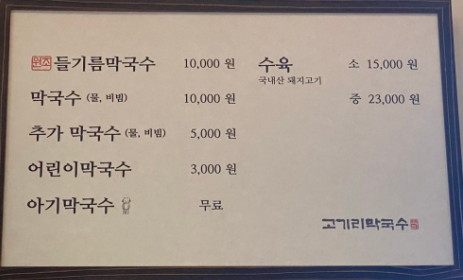 원조 들기름막국수 10,000 원
막국수 (물, 비빔) 10,000 원
추가 막국수 (물, 비빔) 5,000 원
어린이막국수 3,000 원
아기막국수 무료
수육 소 15,000 원
국내산 돼지고기
중 23,000 원
고기리막국수